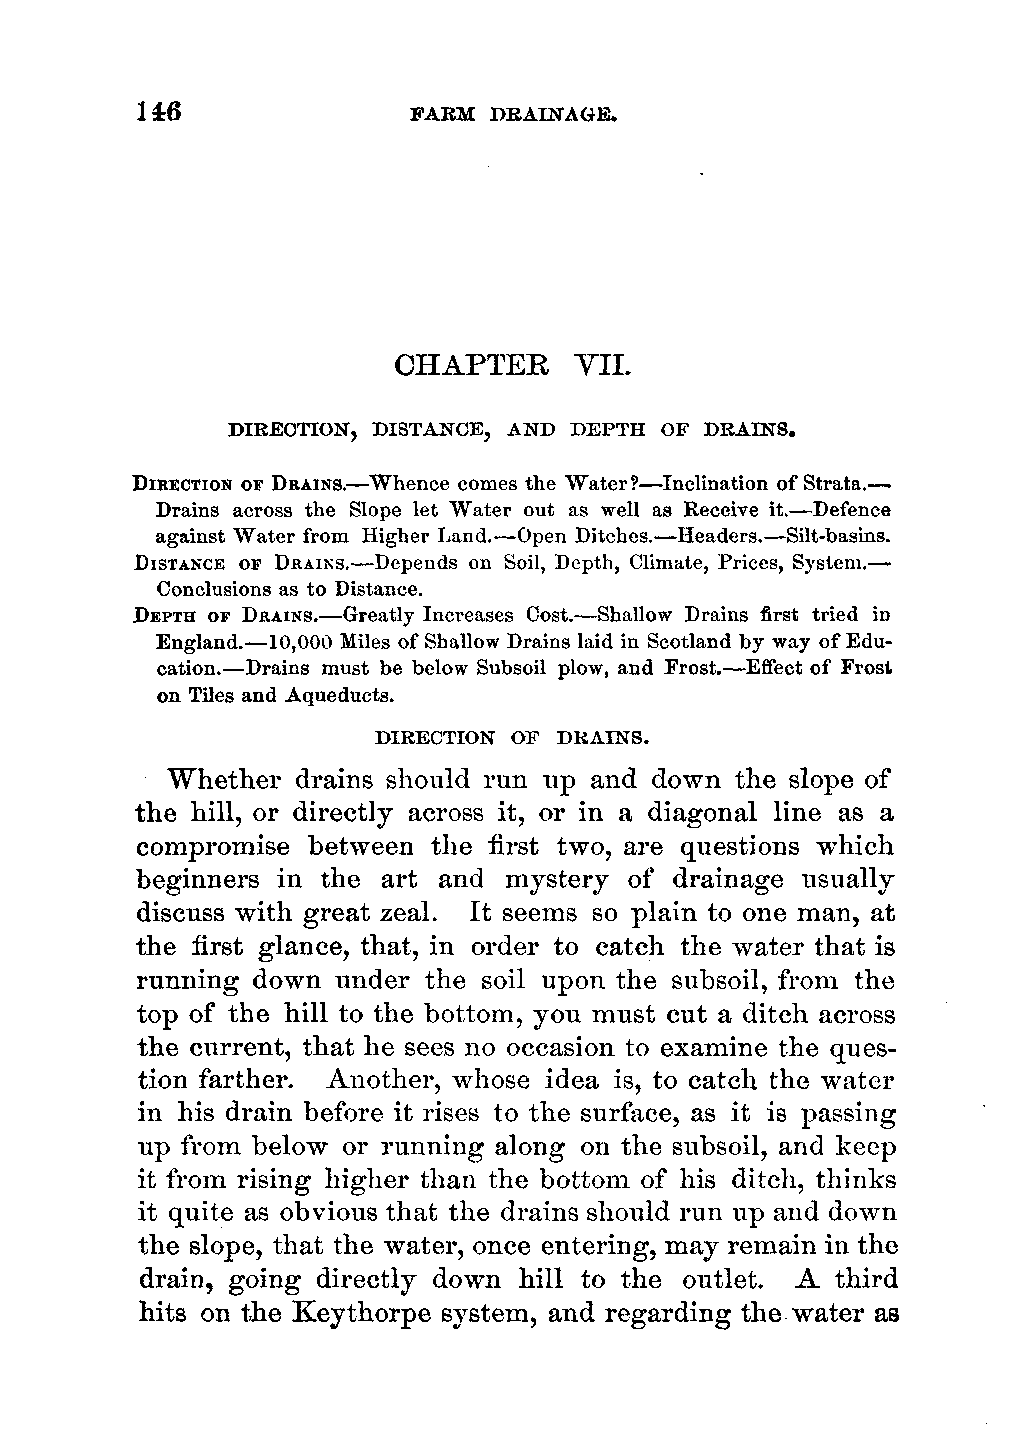 146 FARM DRAINAGE.
CHAPTER VII.
DIRECTION, DISTANCE, AND DEPTH OF DRAINS.
DIRECTION OF DRAINS.—Whence comes the Water?—Inclination of Strata.—
Drains across the Slope let Water out as well as Receive it.—Defence
against Water from Higher Land.—Open Ditches.—Headers.—Silt-basins.
DISTANCE OF DRAINS.—Depends on Soil, Depth, Climate, Prices, System.—
Conclusions as to Distance.
DEPTH OF DRAINS.—Greatly Increases Cost.—Shallow Drains first tried in
England.—10,000 Miles of Shallow Drains laid in Scotland by way of Edu-
cation.—Drains must be below Subsoil plow, and Frost.—Effect of Frost
on Tiles and Aqueducts.
DIRECTION OF DRAINS.
Whether drains should run up and down the slope of
the hill, or directly across it, or in a diagonal line as a
compromise between the first two, are questions which
beginners in the art and mystery of drainage usually
discuss with great zeal. It seems so plain to one man, at
the first glance, that, in order to catch the water that is
running down under the soil upon the subsoil, from the
top of the hill to the bottom, you must cut a ditch across
the current, that he sees no occasion to examine the ques-
tion farther. Another, whose idea is, to catch the water
in his drain before it rises to the surface, as it is passing
up from below or running along on the subsoil, and keep
it from rising higher than the bottom of his ditch, thinks
it quite as obvious that the drains should run up and down
the slope, that the water, once entering, may remain in the
drain, going directly down hill to the outlet. A third
hits on the Keythorpe system, and regarding the water as